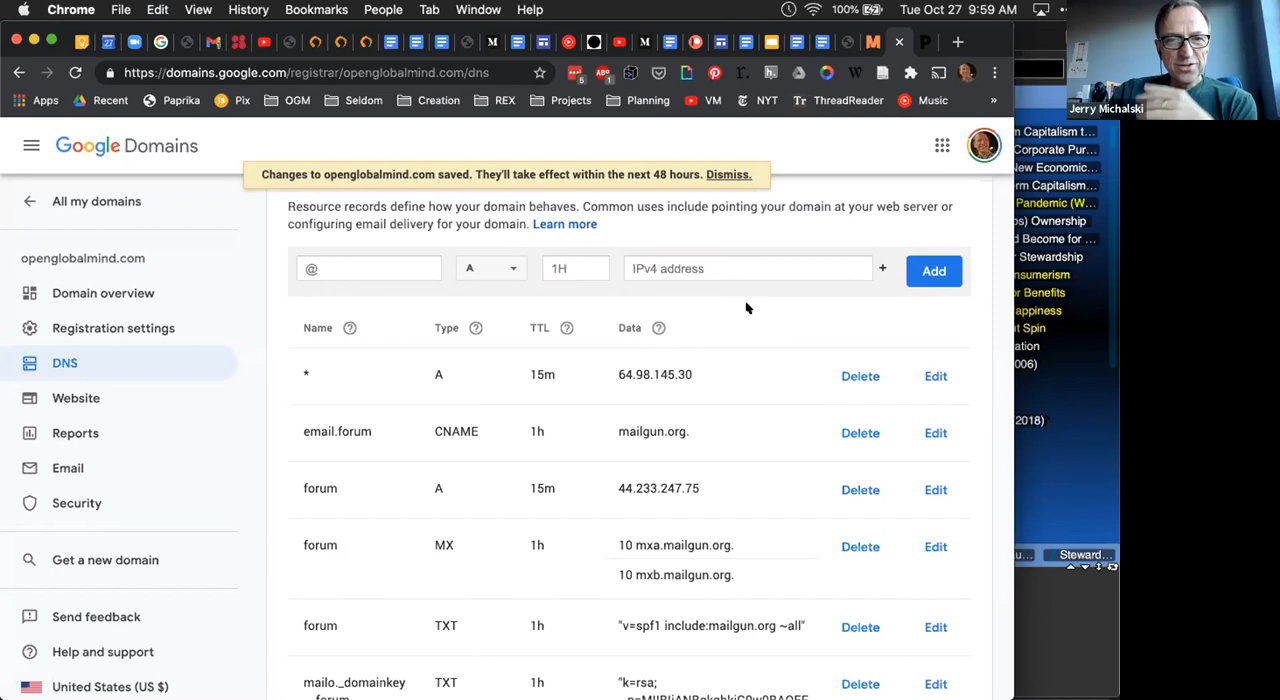 Chrome File Edit View History Bookmarks People Tab Window Help 100% Tue Oct 27 9:59 AM
https://domains.google.com/registrar/openglobalmind.com/dns
Apps Recent Paprika Pix OGM Seldom Creation REX Projects Planning VM NYT Tr ThreadReader Music »
Jerry Michalski
Google Domains
Changes to openglobalmind.com saved. They'll take effect within the next 48 hours. Dismiss.
All my domains
openglobalmind.com
Domain overview
Registration settings
DNS
Website
Reports
Email
Security
Get a new domain
Send feedback
Help and support
United States (US $)
Resource records define how your domain behaves. Common uses include pointing your domain at your web server or
configuring email delivery for your domain. Learn more
@ A 1H IPv4 address + Add
Name Type TTL Data
* A 15m 64.98.145.30 Delete Edit
email.forum CNAME 1h mailgun.org. Delete Edit
forum A 15m 44.233.247.75 Delete Edit
forum MX 1h 10 mxa.mailgun.org. Delete Edit
10 mxb.mailgun.org.
forum TXT 1h "v=spf1 include:mailgun.org ~all" Delete Edit
mailo._domainkey TXT 1h "k=rsa; Delete Edit
Capitalism t...
Corporate Pur...
New Economic...
Capitalism...
Pandemic (W...
Ownership
Become for ...
Stewardship
or Benefits
appiness
ut Spin
ation
2018)
Steward...